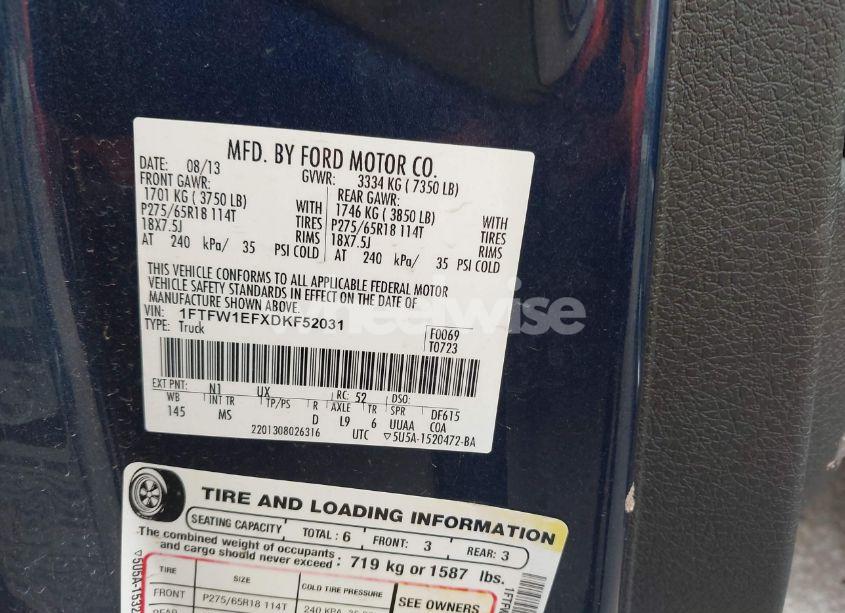 MFD. BY FORD MOTOR CO.
DATE: 08/13 GVWR: 3334 KG ( 7350 LB)
FRONT GAWR: REAR GAWR:
1701 KG ( 3750 LB) WITH 1746 KG ( 3850 LB) WITH
P275/65R18 114T TIRES P275/65R18 114T TIRES
18X7.5J RIMS 18X7.5J RIMS
AT 240 kPa/ 35 PSI COLD AT 240 kPa/ 35 PSI COLD
THIS VEHICLE CONFORMS TO ALL APPLICABLE FEDERAL MOTOR
VEHICLE SAFETY STANDARDS IN EFFECT ON THE DATE OF
MANUFACTURE SHOWN ABOVE.
VIN: 1FTFW1EFXDKF52031 F0069
TYPE: Truck T0723
wheelwise
EXT PNT: N1 UX RC: 52 DSO:
WB INT TR TP/PS R AXLE TR SPR DF615
145 MS D L9 6 UUAA COA
2201308026316 UTC ▽5U5A-1520472-BA
TIRE AND LOADING INFORMATION
SEATING CAPACITY TOTAL: 6 FRONT: 3 REAR: 3
The combined weight of occupants
and cargo should never exceed: 719 kg or 1587 lbs.
TIRE SIZE COLD TIRE PRESSURE SEE OWNERS
FRONT P275/65R18 114T